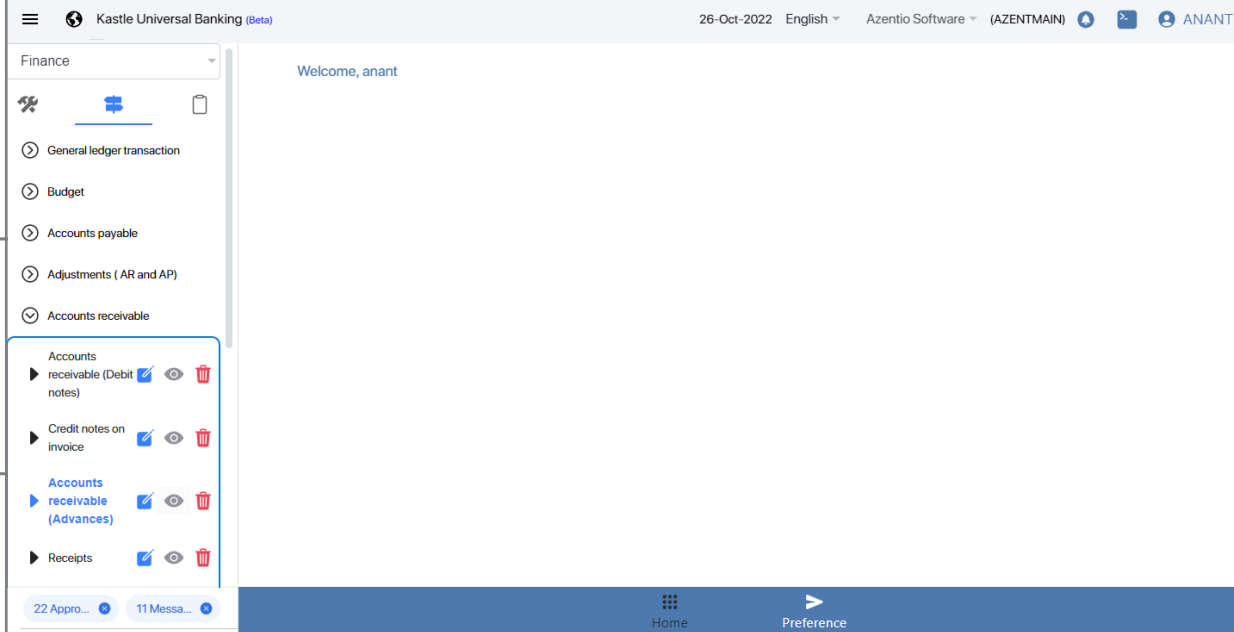 Kastle Universal Banking (Beta) 26-Oct-2022 English Azentio Software (AZENTMAIN) ANANT
Finance
Welcome, anant
General ledger transaction
Budget
Accounts payable
Adjustments ( AR and AP)
Accounts receivable
Accounts
receivable (Debit
notes)
Credit notes on
invoice
Accounts
receivable
(Advances)
Receipts
22 Appro... 11 Messa...
Home Preference